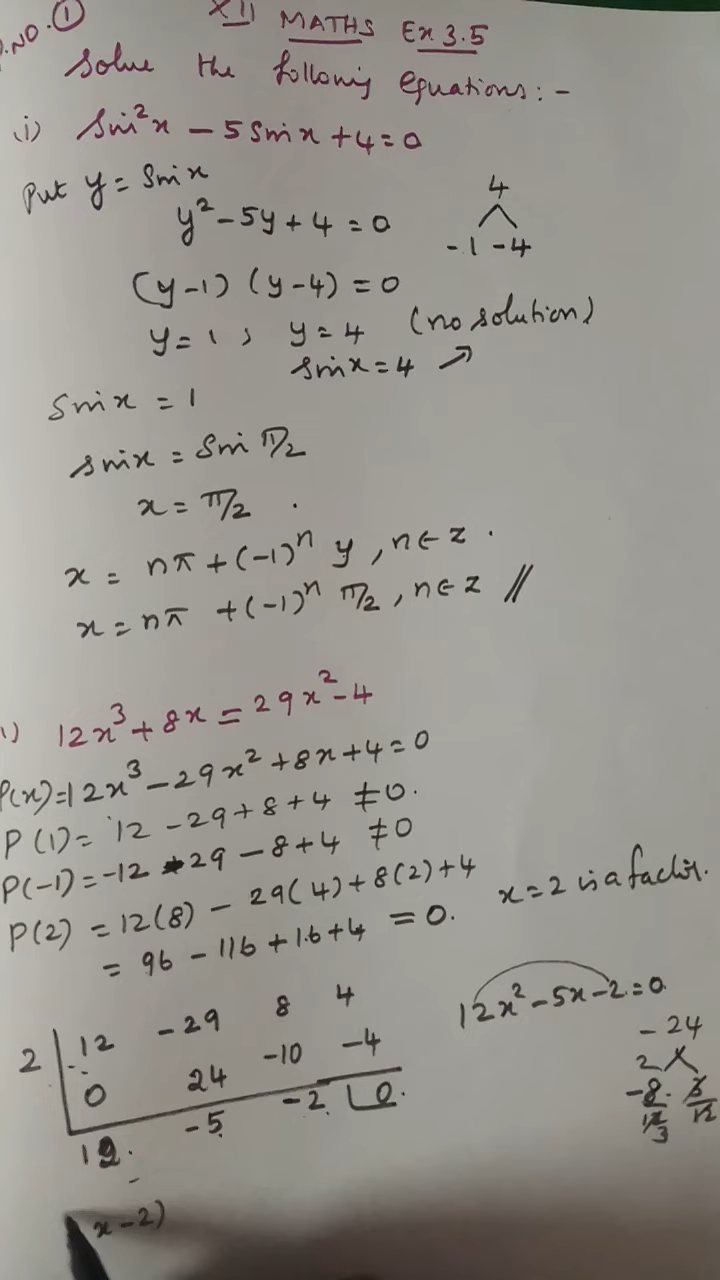 .NO. ① XII MATHS Ex 3.5
Solve the following equations: -
i) Sin²x - 5 Sin x + 4 = 0
Put y = Sin x
y² - 5y + 4 = 0
4
-1 -4
(y-1) (y-4) = 0
y = 1, y = 4 (no solution)
sin x = 4
Sin x = 1
sin x = Sin π/2
x = π/2 .
x = nπ + (-1)ⁿ y, n∈z .
x = nπ + (-1)ⁿ π/2, n∈z //
) 12x³ + 8x = 29x² - 4
P(x) = 12x³ - 29x² + 8x + 4 = 0
P(1) = 12 - 29 + 8 + 4 ≠ 0.
P(-1) = -12 - 29 - 8 + 4 ≠ 0
P(2) = 12(8) - 29(4) + 8(2) + 4
= 96 - 116 + 16 + 4 = 0. x = 2 is a factor.
12x² - 5x - 2 = 0
2 | 12 -29 8 4
0 24 -10 -4
12 -5 -2 | 0
-24
-8 3
12 12
3
x - 2)